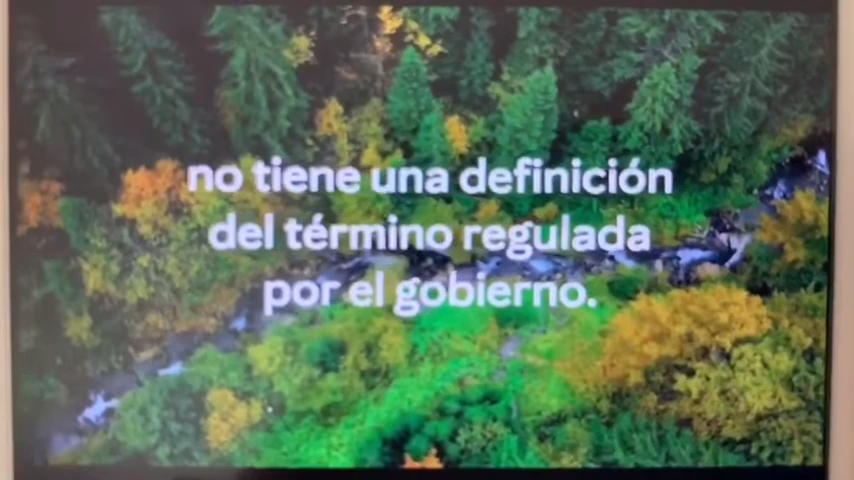 no tiene una definición
del término regulada
por el gobierno.